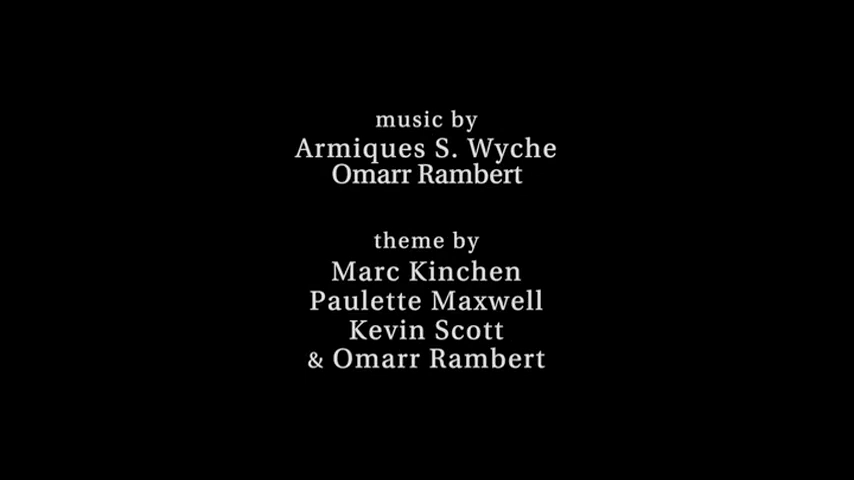 music by
Armiques S. Wyche
Omarr Rambert
theme by
Marc Kinchen
Paulette Maxwell
Kevin Scott
& Omarr Rambert